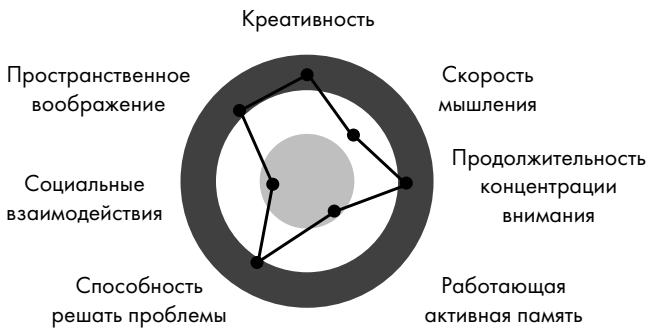 Креативность
Пространственное
воображение
Скорость
мышления
Продолжительность
концентрации
внимания
Социальные
взаимодействия
Способность
решать проблемы
Работающая
активная память